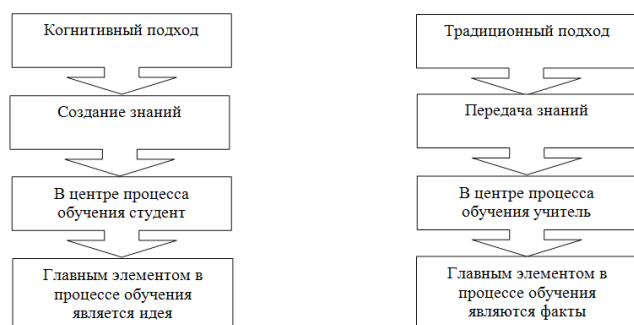 Когнитивный подход
Создание знаний
В центре процесса
обучения студент
Главным элементом в
процессе обучения
является идея
Традиционный подход
Передача знаний
В центре процесса
обучения учитель
Главным элементом в
процессе обучения
являются факты